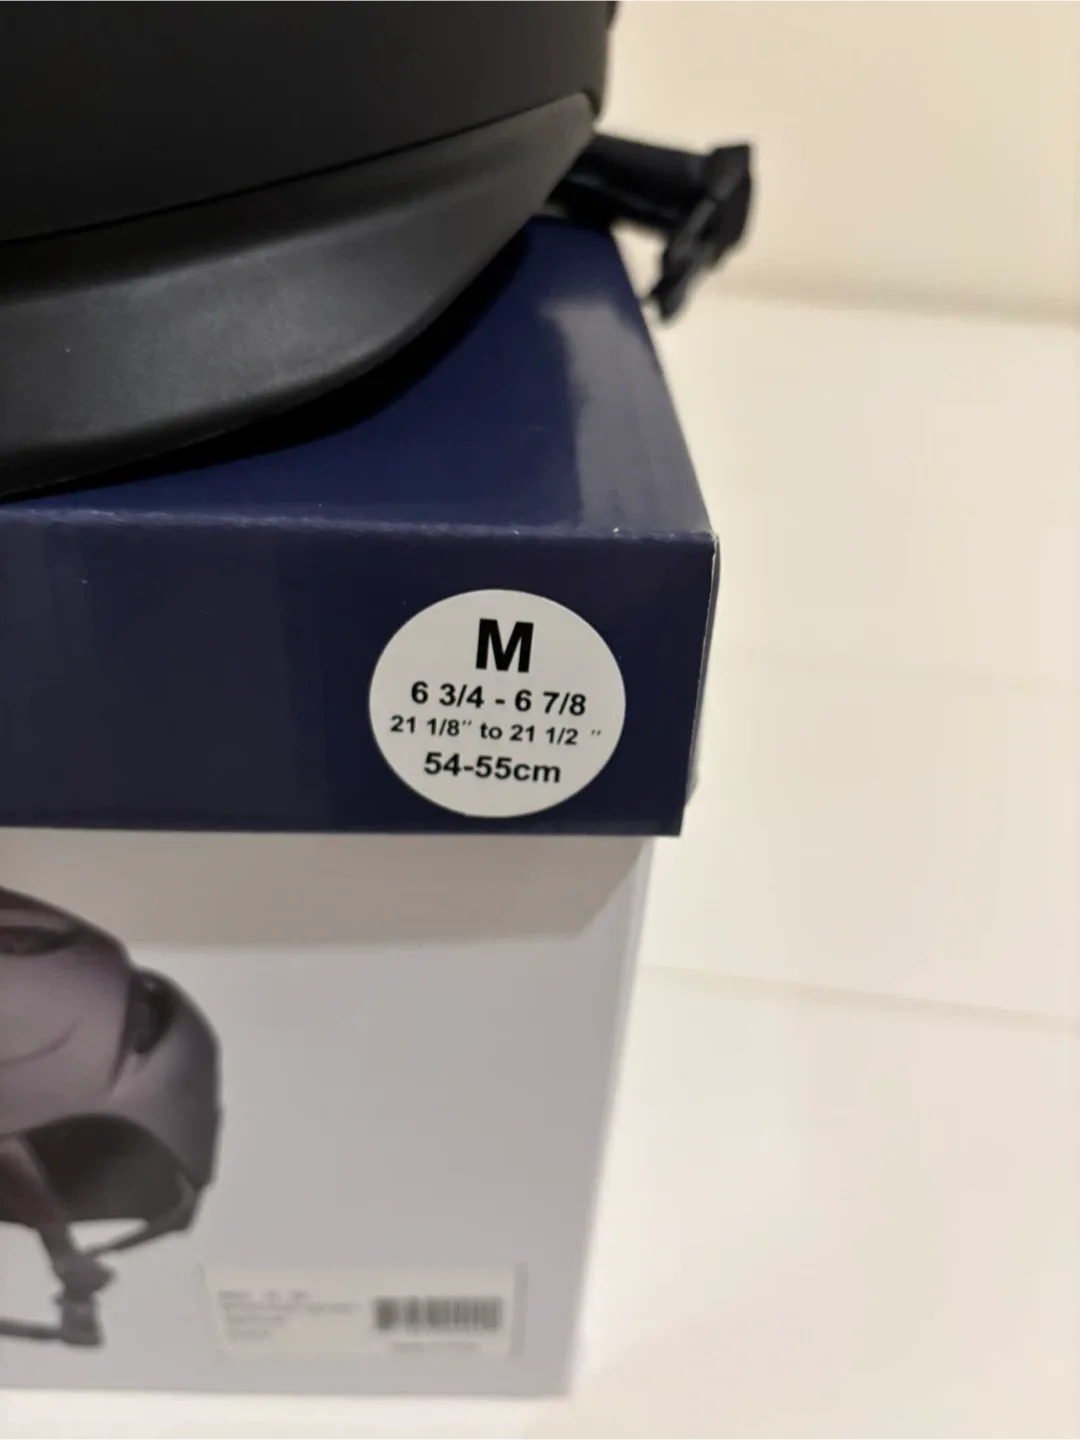 M
6 3/4 - 6 7/8
21 1/8" to 21 1/2 "
54-55cm